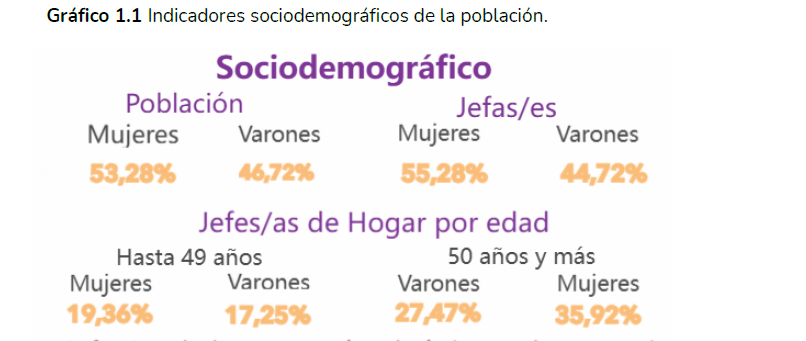 Gráfico 1.1 Indicadores sociodemográficos de la población.
Sociodemográfico
Población Jefas/es
Mujeres Varones Mujeres Varones
53,28% 46,72% 55,28% 44,72%
Jefes/as de Hogar por edad
Hasta 49 años 50 años y más
Mujeres Varones Varones Mujeres
19,36% 17,25% 27,47% 35,92%